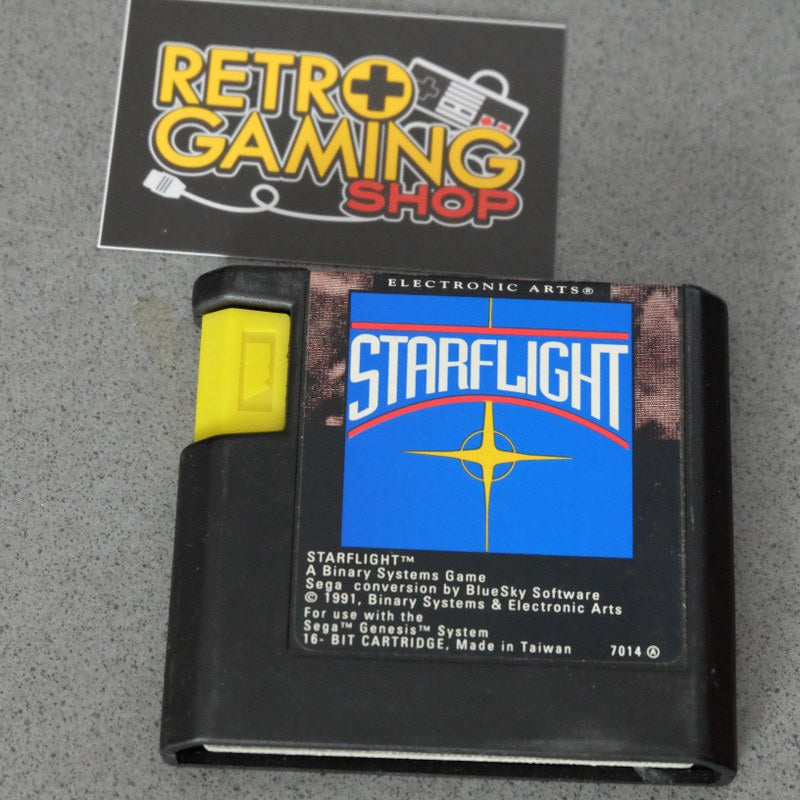 RETRO
GAMING
SHOP
ELECTRONIC ARTS®
STARFLIGHT
STARFLIGHT™
A Binary Systems Game
Sega conversion by BlueSky Software
© 1991, Binary Systems & Electronic Arts
For use with the
Sega™ Genesis™ System
16- BIT CARTRIDGE, Made in Taiwan 7014 Ⓐ